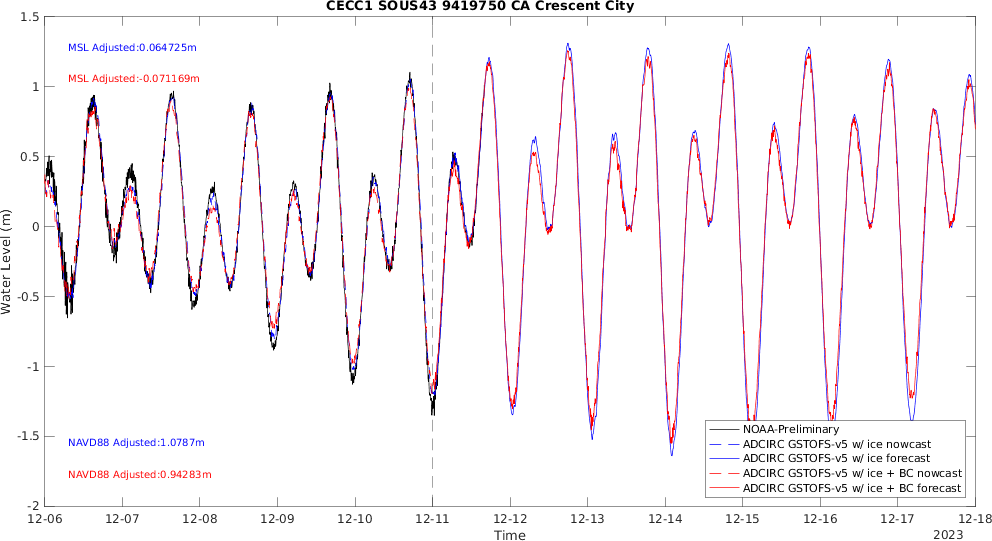 CECC1 SOUS43 9419750 CA Crescent City
1.5
1
0.5
0
-0.5
-1
-1.5
-2
Water Level (m)
MSL Adjusted:0.064725m
MSL Adjusted:-0.071169m
NAVD88 Adjusted:1.0787m
NAVD88 Adjusted:0.94283m
NOAA-Preliminary
ADCIRC GSTOFS-v5 w/ ice nowcast
ADCIRC GSTOFS-v5 w/ ice forecast
ADCIRC GSTOFS-v5 w/ ice + BC nowcast
ADCIRC GSTOFS-v5 w/ ice + BC forecast
12-06 12-07 12-08 12-09 12-10 12-11 12-12 12-13 12-14 12-15 12-16 12-17 12-18
Time
2023